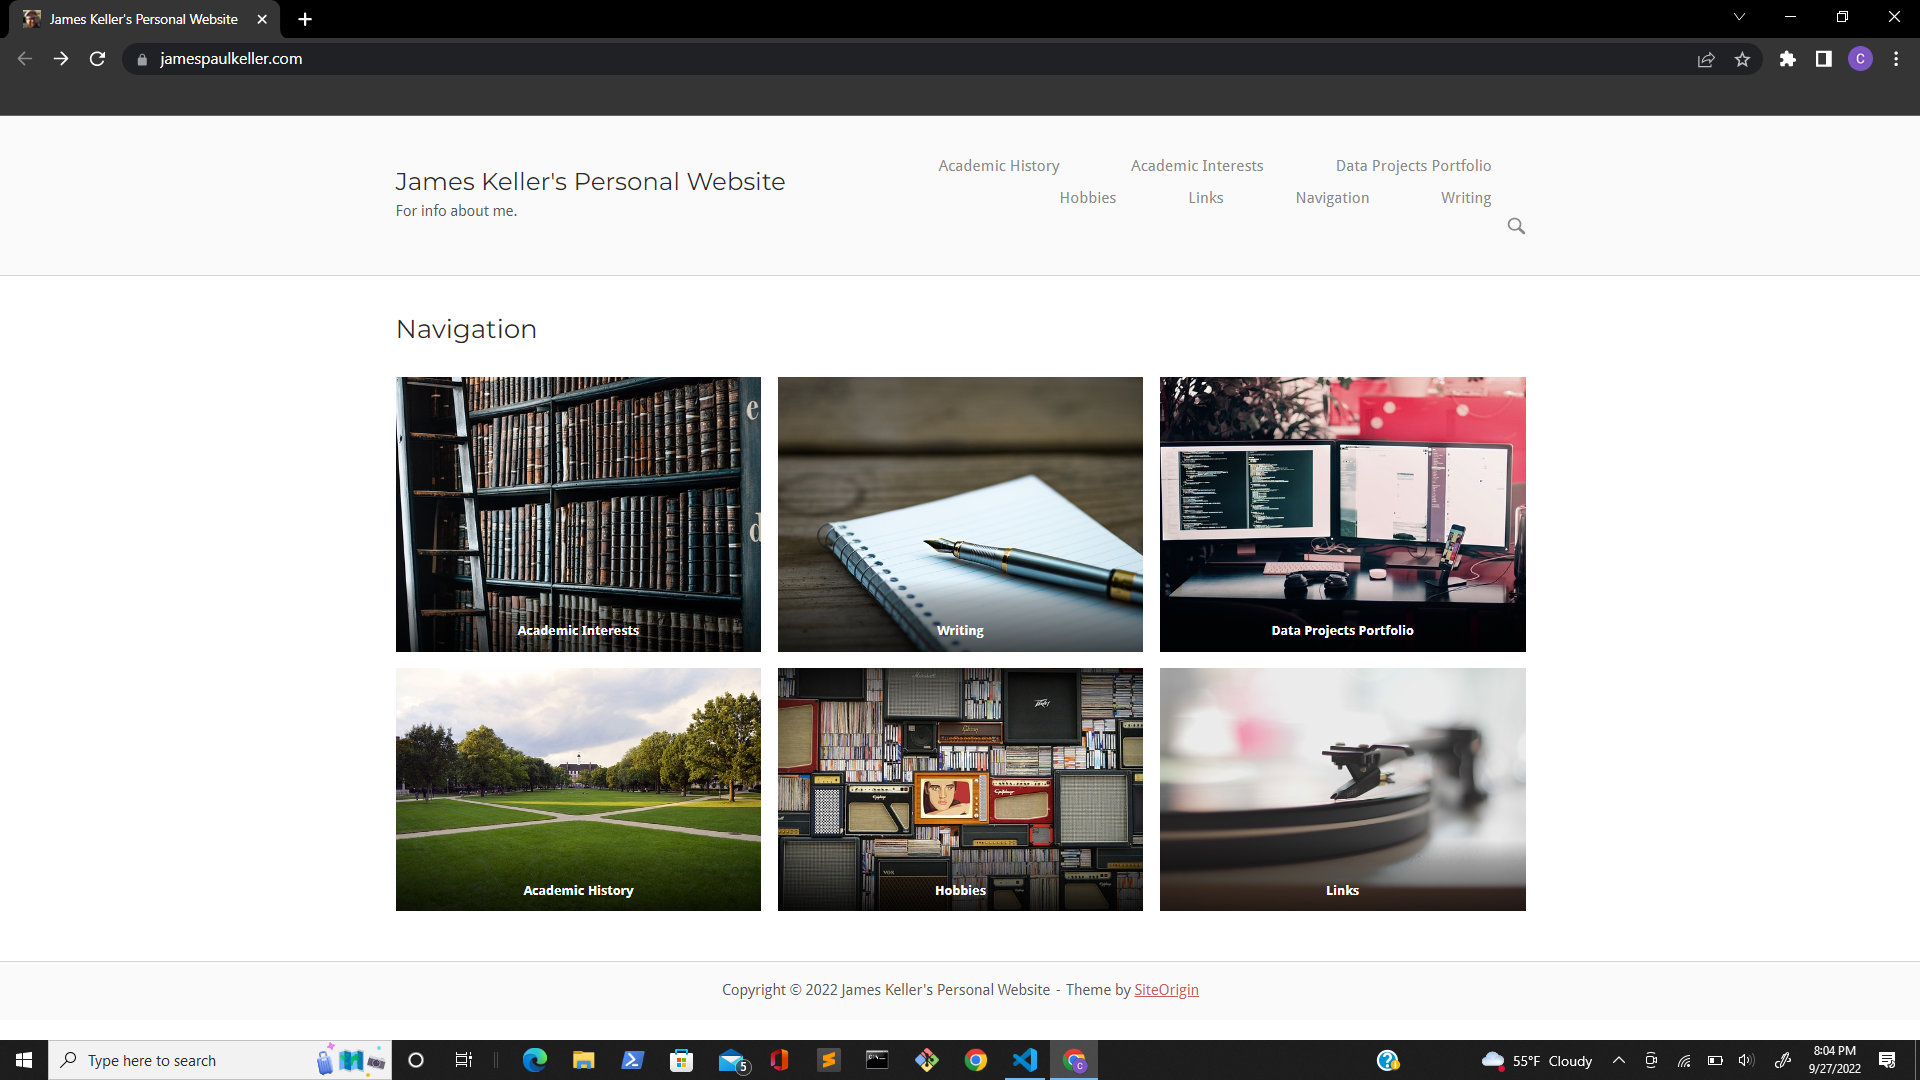 James Keller's Personal Website
jamespaulkeller.com
C
James Keller's Personal Website
For info about me.
Academic History Academic Interests Data Projects Portfolio
Hobbies Links Navigation Writing
Navigation
e
d
Academic Interests
Writing
Data Projects Portfolio
PEAVEY
VOX
Academic History
Hobbies
Links
Copyright © 2022 James Keller's Personal Website - Theme by SiteOrigin
Type here to search
5
C
55°F Cloudy
8:04 PM
9/27/2022